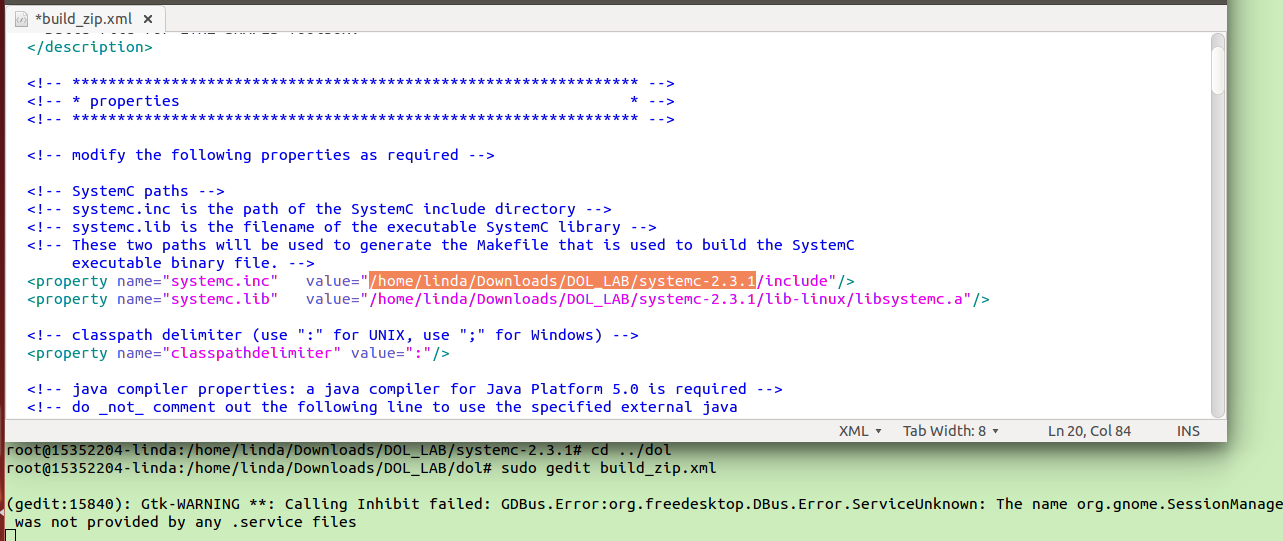 *build_zip.xml ×
</description>
<!-- *************************************************************** -->
<!-- * properties                                                  * -->
<!-- *************************************************************** -->
<!-- modify the following properties as required -->
<!-- SystemC paths -->
<!-- systemc.inc is the path of the SystemC include directory -->
<!-- systemc.lib is the filename of the executable SystemC library -->
<!-- These two paths will be used to generate the Makefile that is used to build the SystemC
     executable binary file. -->
<property name="systemc.inc"   value="/home/linda/Downloads/DOL_LAB/systemc-2.3.1/include"/>
<property name="systemc.lib"   value="/home/linda/Downloads/DOL_LAB/systemc-2.3.1/lib-linux/libsystemc.a"/>
<!-- classpath delimiter (use ":" for UNIX, use ";" for Windows) -->
<property name="classpathdelimiter" value=":"/>
<!-- java compiler properties: a java compiler for Java Platform 5.0 is required -->
<!-- do _not_ comment out the following line to use the specified external java
XML Tab Width: 8 Ln 20, Col 84 INS
root@15352204-linda:/home/linda/Downloads/DOL_LAB/systemc-2.3.1# cd ../dol
root@15352204-linda:/home/linda/Downloads/DOL_LAB/dol# sudo gedit build_zip.xml
(gedit:15840): Gtk-WARNING **: Calling Inhibit failed: GDBus.Error:org.freedesktop.DBus.Error.ServiceUnknown: The name org.gnome.SessionManage
 was not provided by any .service files